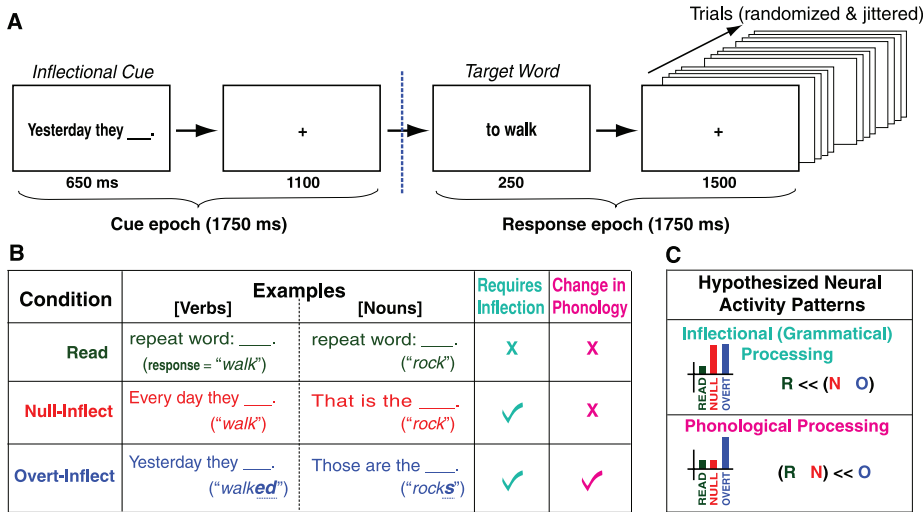 A
Trials (randomized & jittered)
Inflectional Cue
Target Word
Yesterday they ___.
+
to walk
+
650 ms
1100
250
1500
Cue epoch (1750 ms)
Response epoch (1750 ms)
B
Condition
Examples
[Verbs]
[Nouns]
Requires
Inflection
Change in
Phonology
Read
repeat word: ___.
(response = “walk”)
repeat word: ___.
(“rock”)
X
X
Null-Inflect
Every day they ___.
(“walk”)
That is the ____.
(“rock”)
✓
X
Overt-Inflect
Yesterday they ___.
(“walked”)
Those are the ___.
(“rocks”)
✓
✓
C
Hypothesized Neural
Activity Patterns
Inflectional (Grammatical)
Processing
READ
NULL
OVERT
R << (N O)
Phonological Processing
READ
NULL
OVERT
(R N) << O